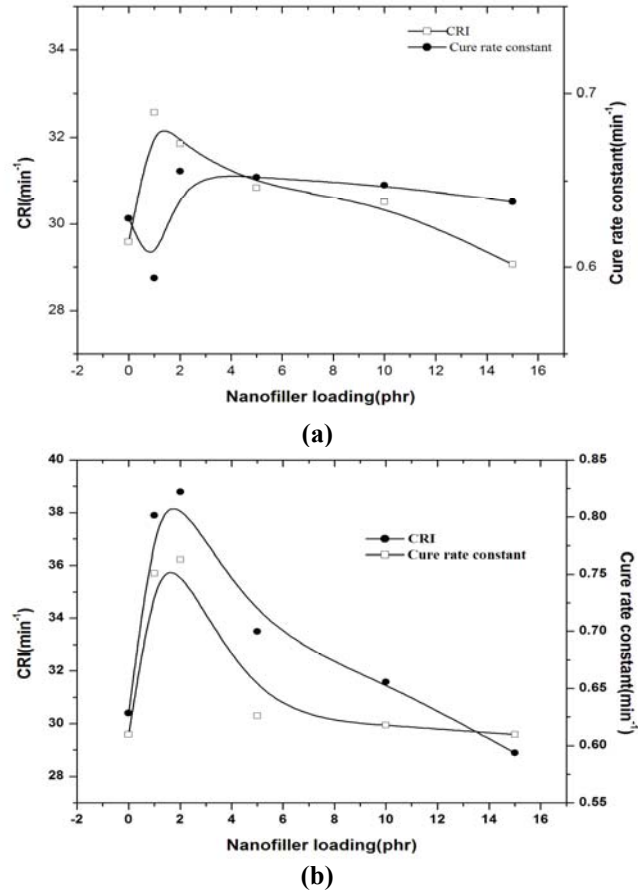 34
32
30
28
CRI(min-1)
CRI
Cure rate constant
0.7
0.6
Cure rate constant(min-1)
-2 0 2 4 6 8 10 12 14 16
Nanofiller loading(phr)
(a)
40
38
36
34
32
30
28
CRI(min-1)
CRI
Cure rate constant
0.85
0.80
0.75
0.70
0.65
0.60
0.55
Cure rate constant(min-1)
-2 0 2 4 6 8 10 12 14 16
Nanofiller loading(phr)
(b)